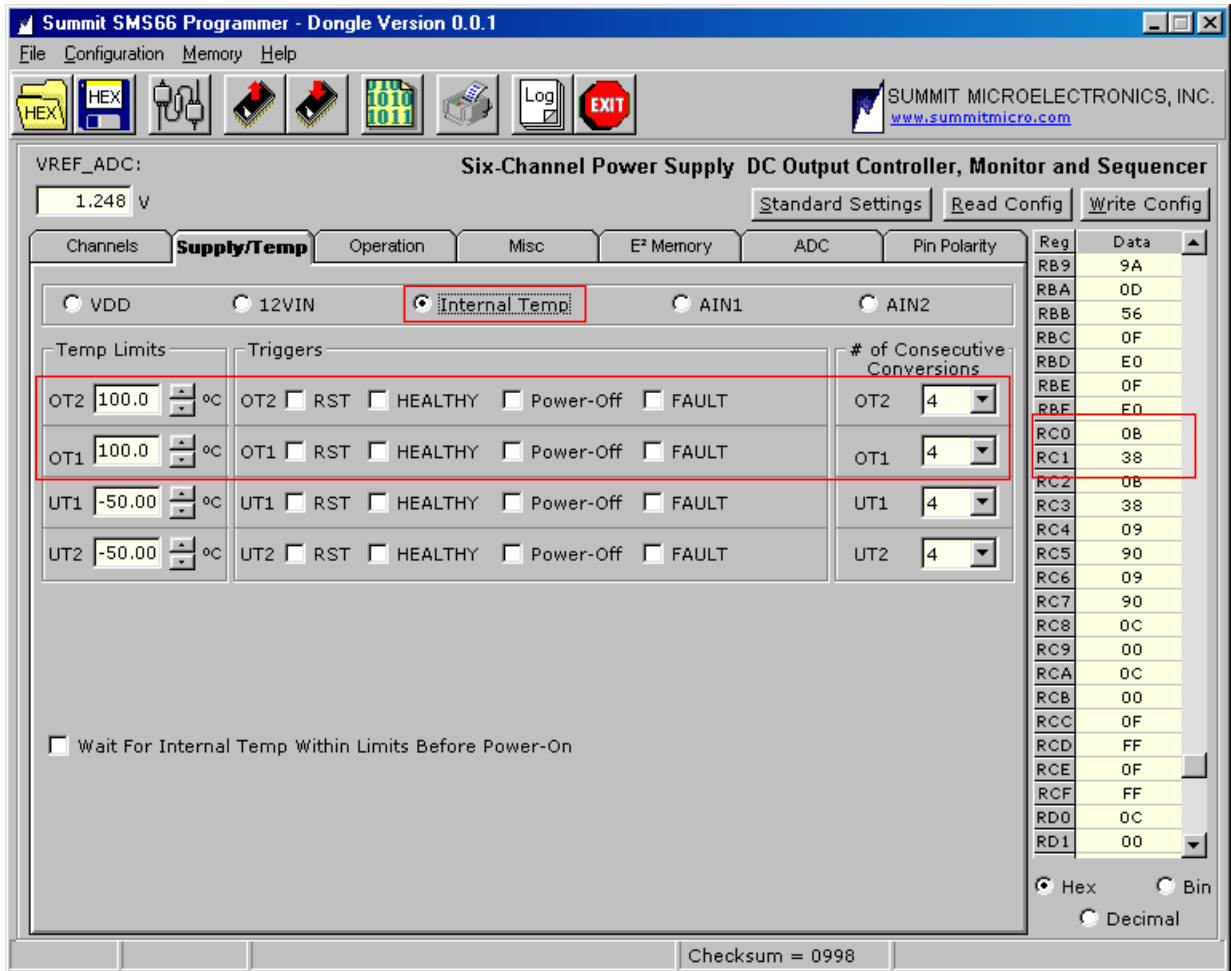 Summit SMS66 Programmer - Dongle Version 0.0.1
File Configuration Memory Help
HEX HEX 1010 1011 Log EXIT
SUMMIT MICROELECTRONICS, INC.
www.summitmicro.com
VREF_ADC:
Six-Channel Power Supply DC Output Controller, Monitor and Sequencer
1.248 V
Standard Settings Read Config Write Config
Channels Supply/Temp Operation Misc E² Memory ADC Pin Polarity
VDD 12VIN Internal Temp AIN1 AIN2
Temp Limits Triggers # of Consecutive Conversions
OT2 100.0 ºC OT2 RST HEALTHY Power-Off FAULT OT2 4
OT1 100.0 ºC OT1 RST HEALTHY Power-Off FAULT OT1 4
UT1 -50.00 ºC UT1 RST HEALTHY Power-Off FAULT UT1 4
UT2 -50.00 ºC UT2 RST HEALTHY Power-Off FAULT UT2 4
Wait For Internal Temp Within Limits Before Power-On
Reg Data
RB9 9A
RBA 0D
RBB 56
RBC 0F
RBD E0
RBE 0F
RBF E0
RC0 0B
RC1 38
RC2 0B
RC3 38
RC4 09
RC5 90
RC6 09
RC7 90
RC8 0C
RC9 00
RCA 0C
RCB 00
RCC 0F
RCD FF
RCE 0F
RCF FF
RD0 0C
RD1 00
Hex Bin
Decimal
Checksum = 0998